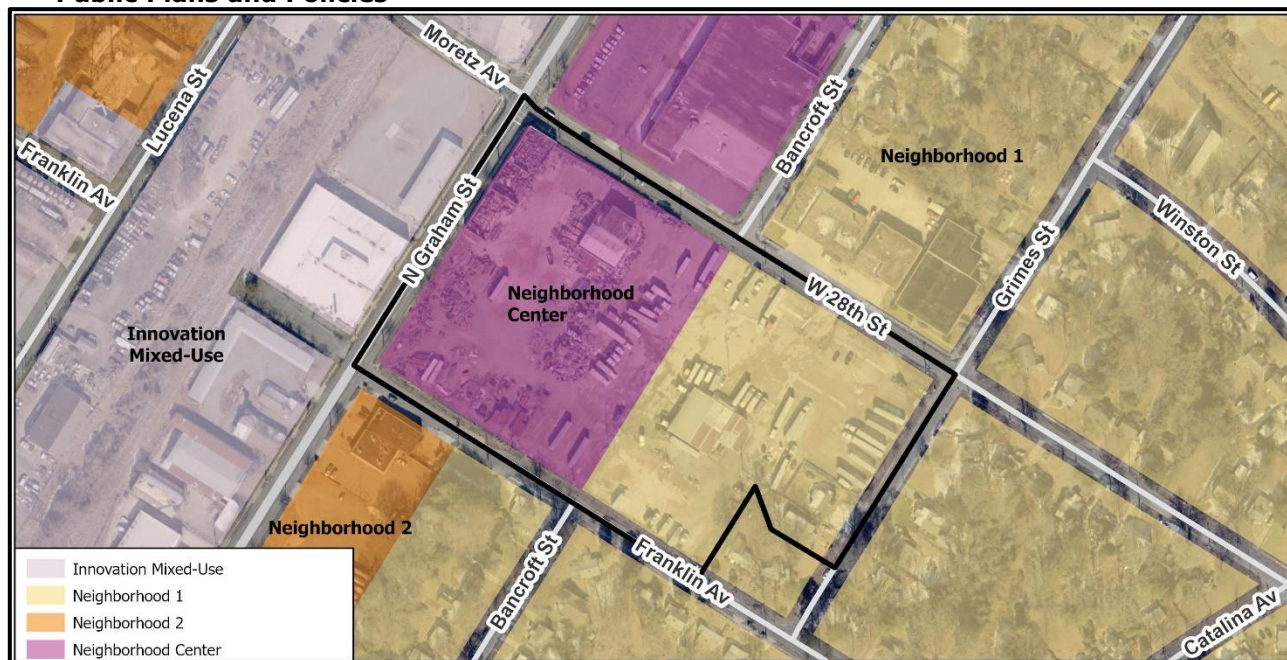 Public Plans and Policies
Moretz Av
Lucena St
Franklin Av
N Graham St
Bancroft St
Neighborhood 1
Grimes St
Winston St
W 28th St
Neighborhood
Center
Innovation
Mixed-Use
Neighborhood 2
Bancroft St
Franklin Av
Catalina Av
Innovation Mixed-Use
Neighborhood 1
Neighborhood 2
Neighborhood Center